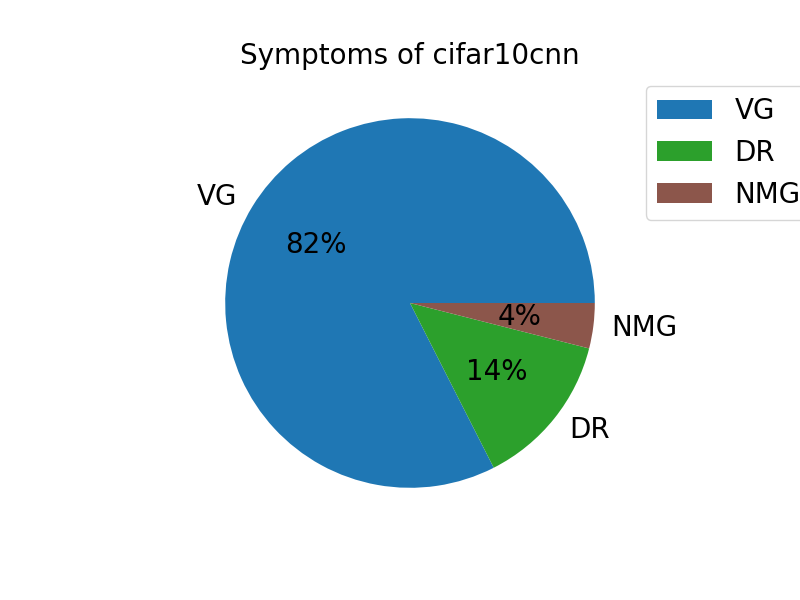 Symptoms of cifar10cnn
VG
DR
NMG
VG
82%
4%
NMG
14%
DR